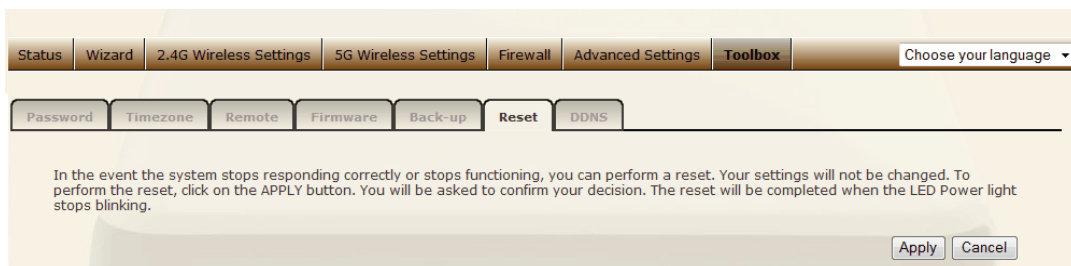 Status Wizard 2.4G Wireless Settings 5G Wireless Settings Firewall Advanced Settings Toolbox Choose your language
Password Timezone Remote Firmware Back-up Reset DDNS
In the event the system stops responding correctly or stops functioning, you can perform a reset. Your settings will not be changed. To
perform the reset, click on the APPLY button. You will be asked to confirm your decision. The reset will be completed when the LED Power light
stops blinking.
Apply Cancel